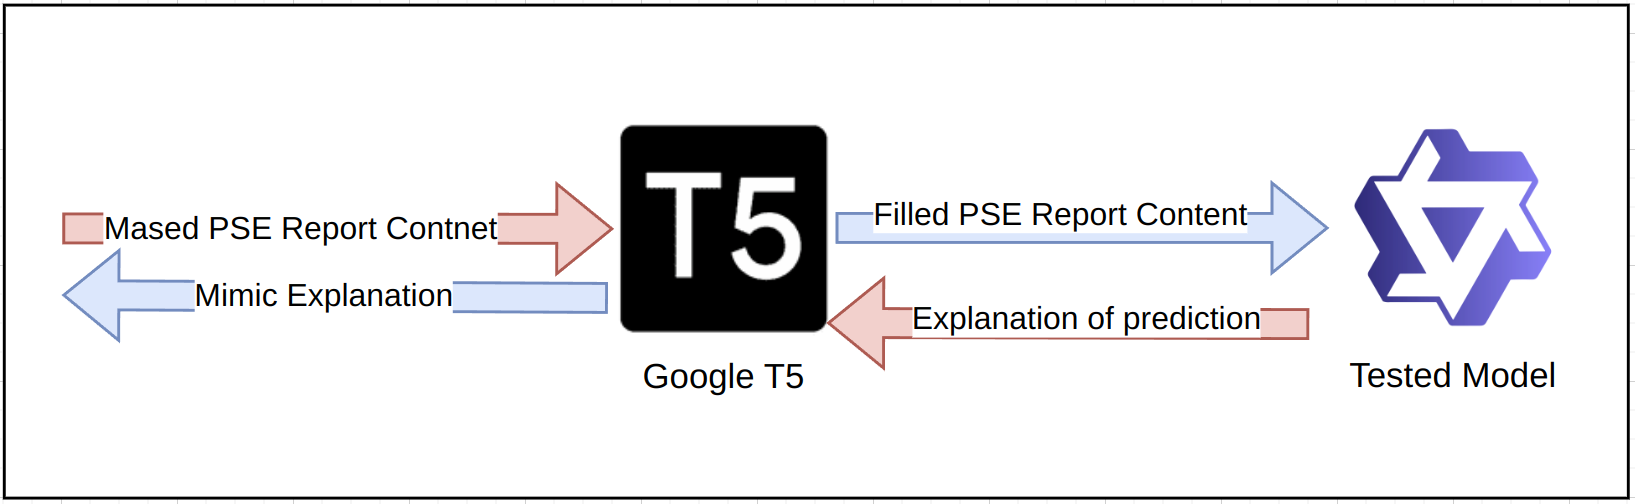 Mased PSE Report Contnet
Mimic Explanation
T5
Google T5
Filled PSE Report Content
Explanation of prediction
Tested Model